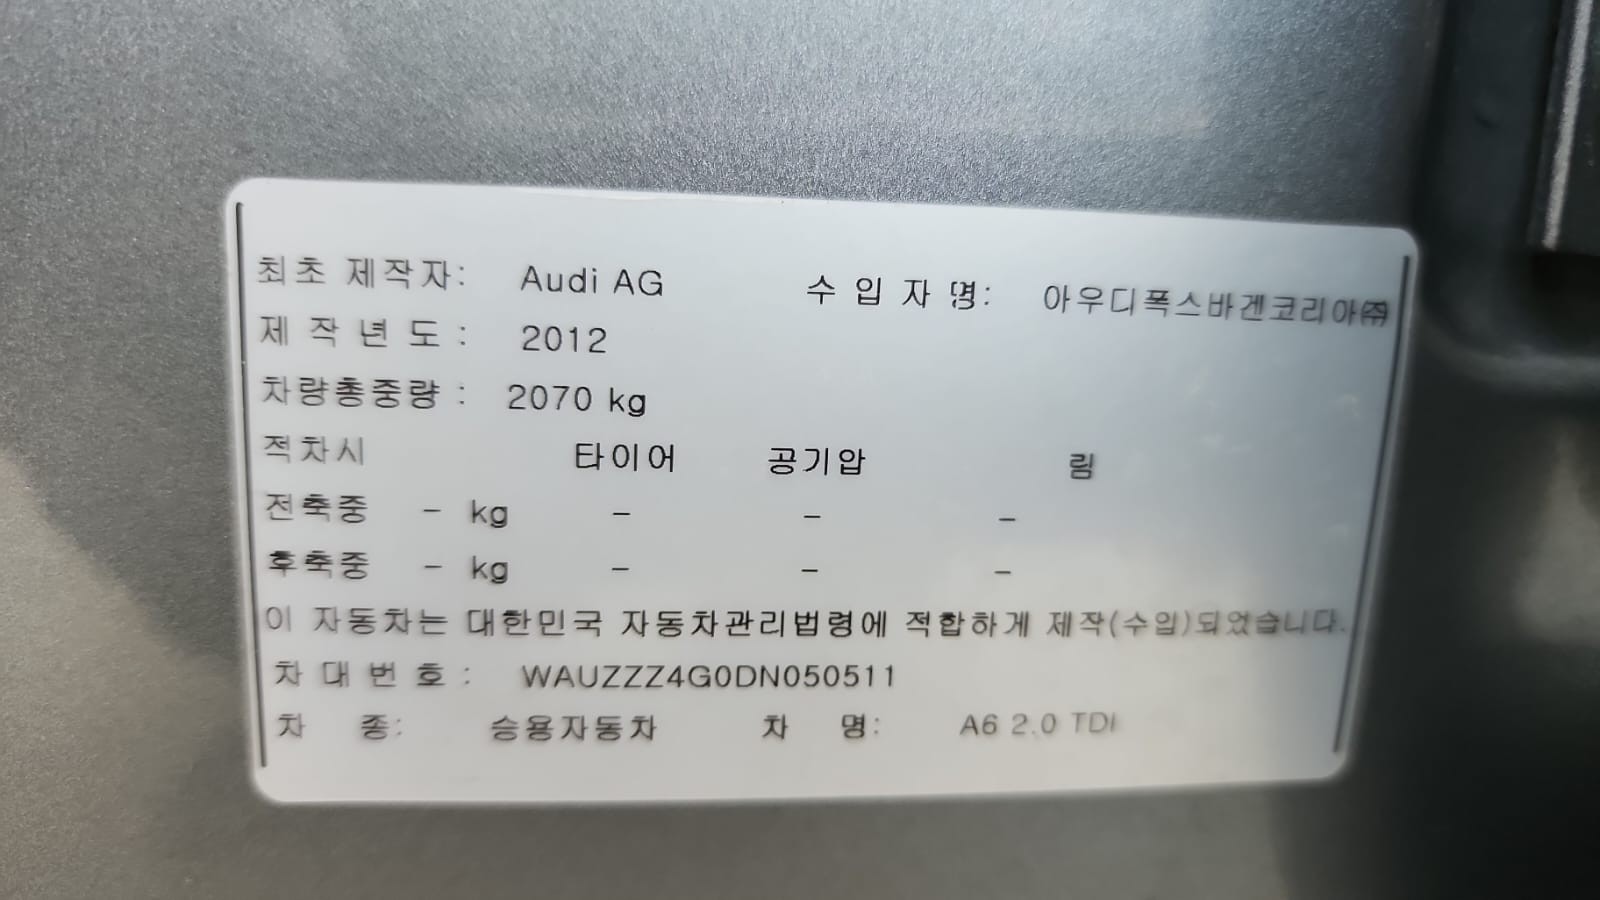 최초 제작자: Audi AG 수입자명: 아우디폭스바겐코리아㈜
제작년도: 2012
차량총중량: 2070 kg
적차시 타이어 공기압 림
전축중 - kg - - -
후축중 - kg - - -
이 자동차는 대한민국 자동차관리법령에 적합하게 제작(수입)되었습니다.
차대번호: WAUZZZ4G0DN050511
차종: 승용자동차 차명: A6 2.0 TDI